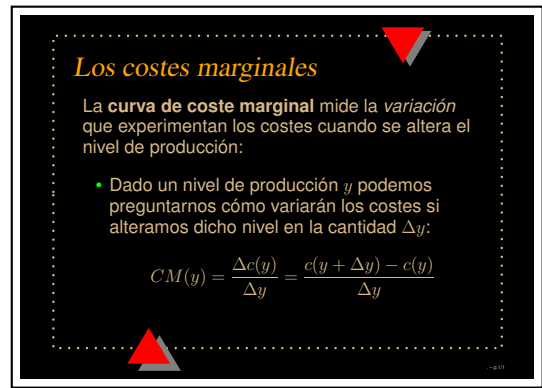 Los costes marginales
La curva de coste marginal mide la variación
que experimentan los costes cuando se altera el
nivel de producción:
• Dado un nivel de producción y podemos
preguntarnos cómo variarán los costes si
alteramos dicho nivel en la cantidad Δy:
CM(y) = Δc(y)/Δy = (c(y + Δy) − c(y))/Δy
. – p.1/1